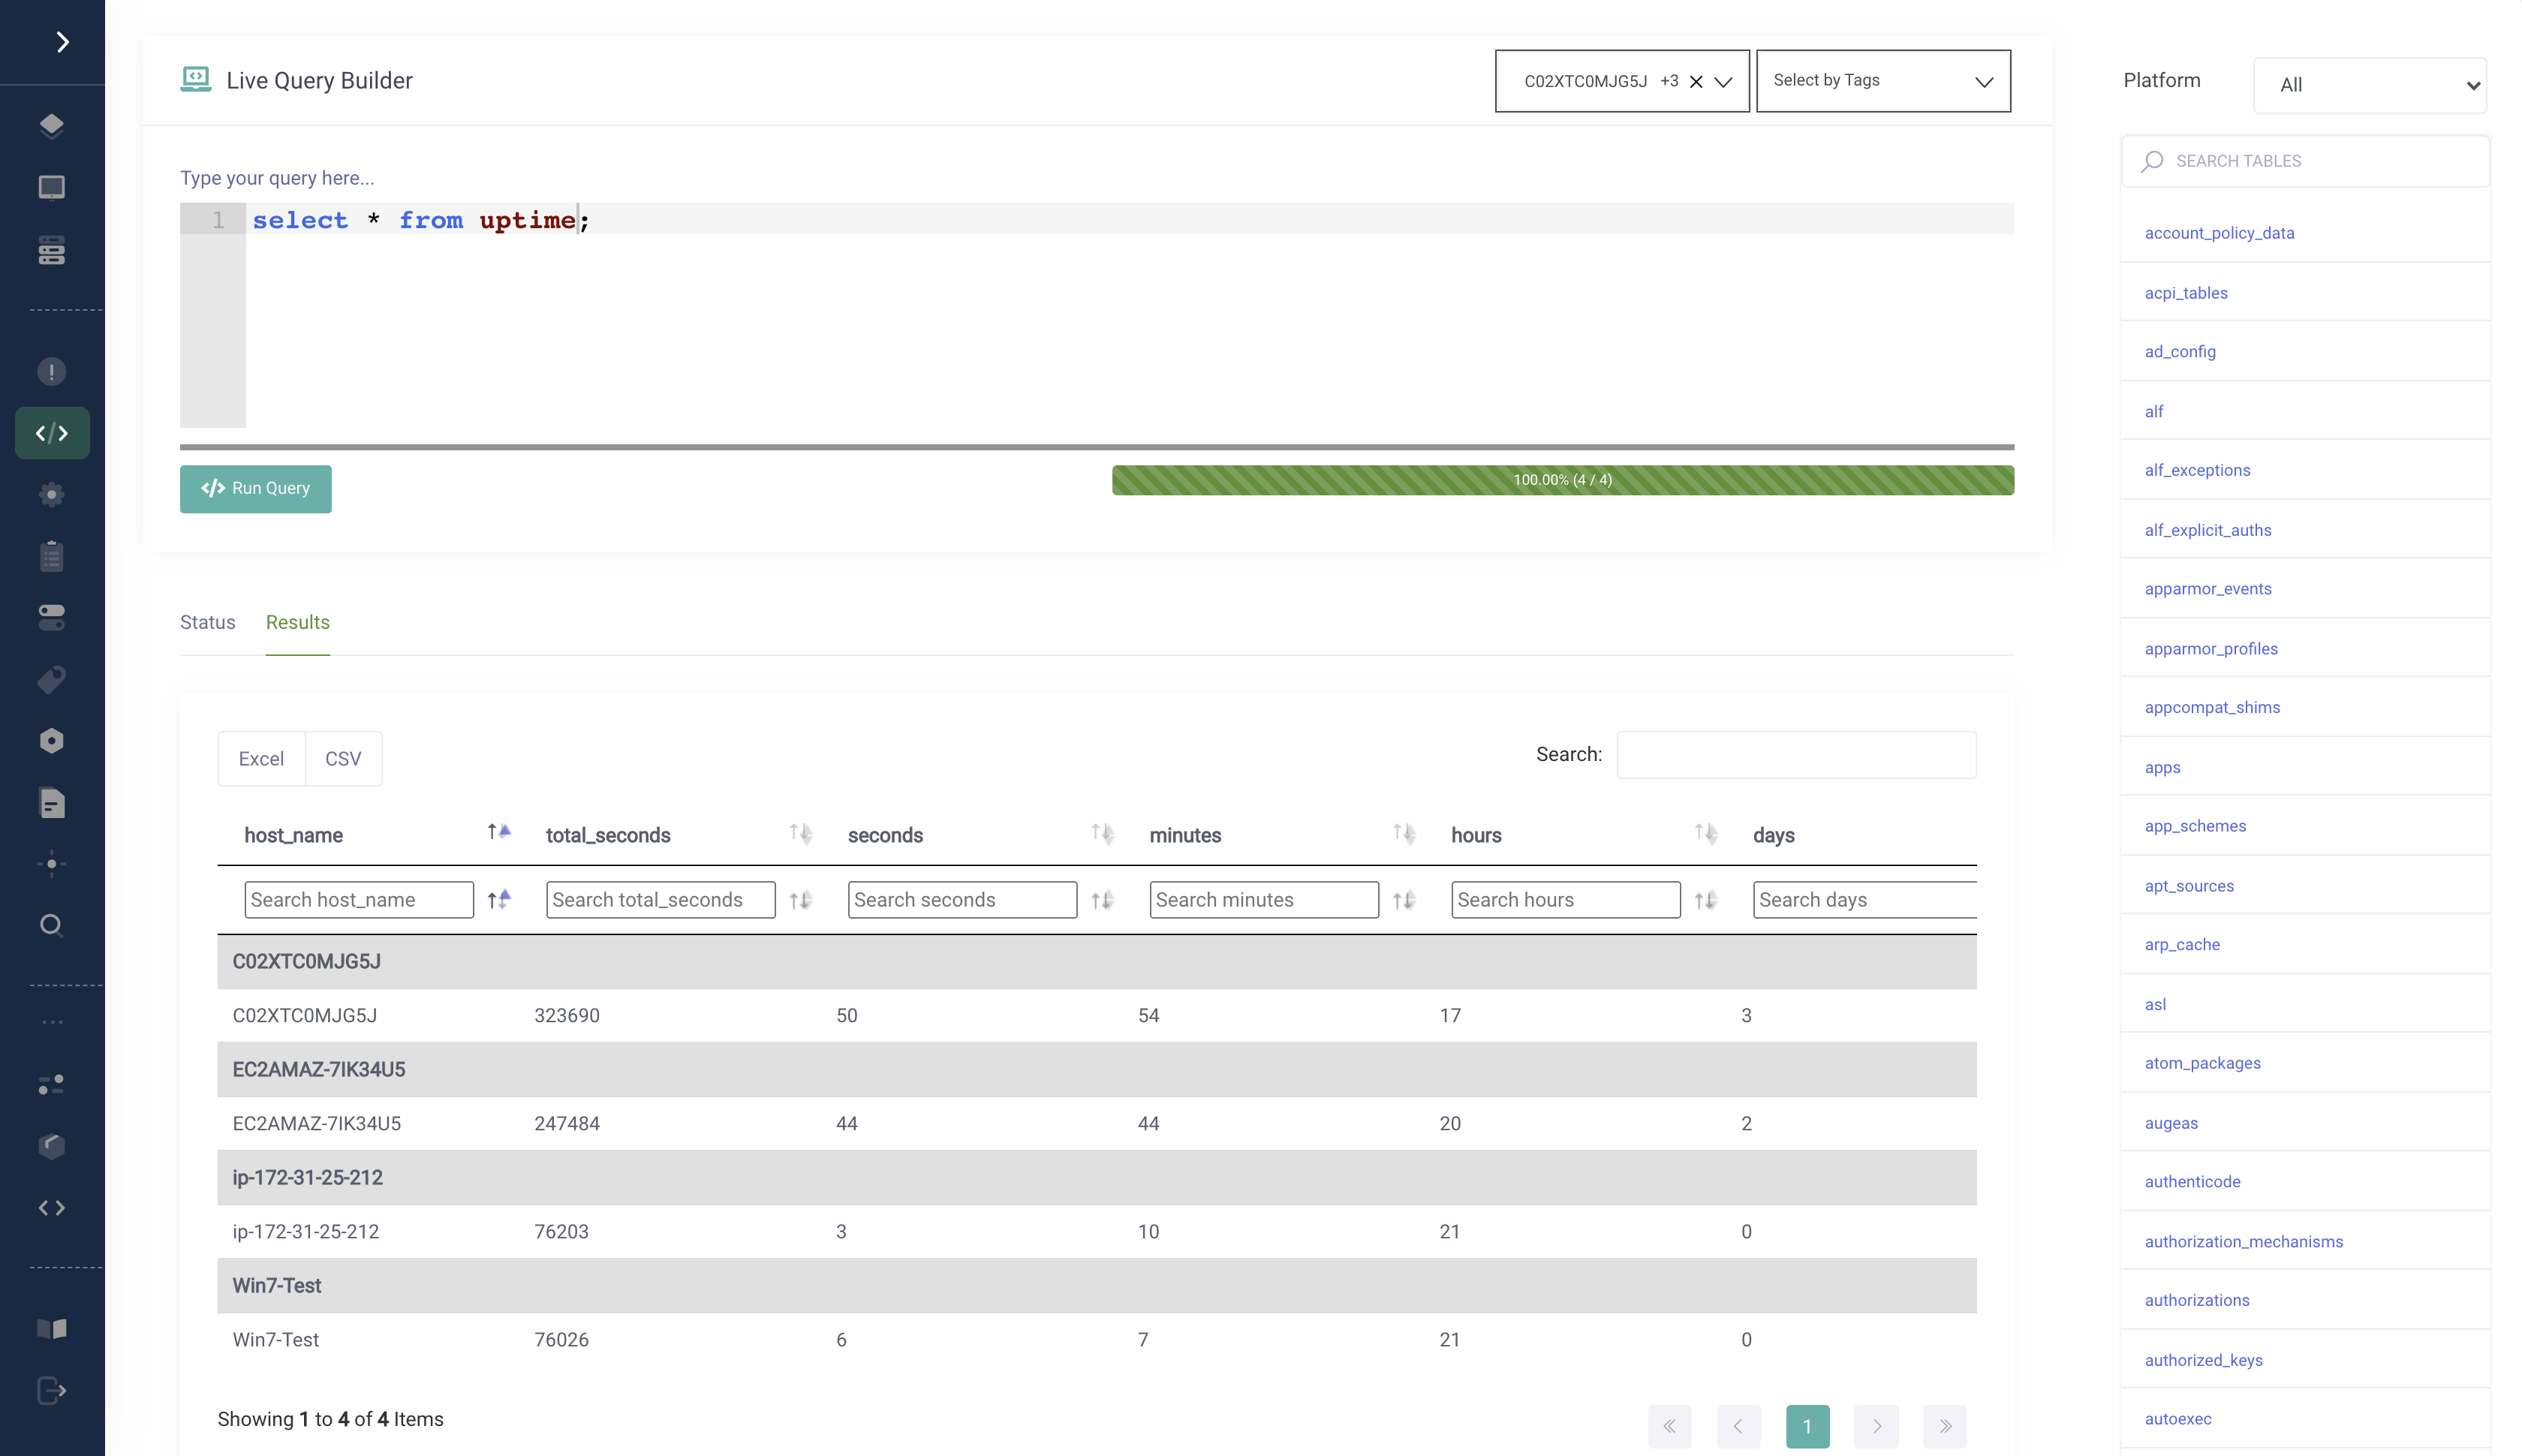 Live Query Builder
C02XTC0MJG5J +3
Select by Tags
Type your query here...
1 select * from uptime;
Run Query
100.00% (4 / 4)
Status Results
Excel CSV
Search:
host_name total_seconds seconds minutes hours days
Search host_name Search total_seconds Search seconds Search minutes Search hours Search days
C02XTC0MJG5J
C02XTC0MJG5J 323690 50 54 17 3
EC2AMAZ-7IK34U5
EC2AMAZ-7IK34U5 247484 44 44 20 2
ip-172-31-25-212
ip-172-31-25-212 76203 3 10 21 0
Win7-Test
Win7-Test 76026 6 7 21 0
Showing 1 to 4 of 4 Items
1
Platform All
SEARCH TABLES
account_policy_data
acpi_tables
ad_config
alf
alf_exceptions
alf_explicit_auths
apparmor_events
apparmor_profiles
appcompat_shims
apps
app_schemes
apt_sources
arp_cache
asl
atom_packages
augeas
authenticode
authorization_mechanisms
authorizations
authorized_keys
autoexec